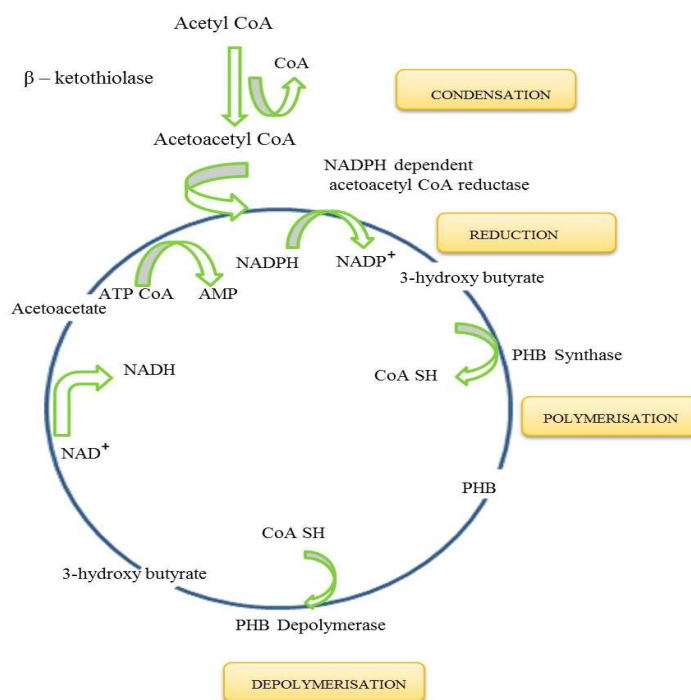 Acetyl CoA
β – ketothiolase
CoA
CONDENSATION
Acetoacetyl CoA
NADPH dependent
acetoacetyl CoA reductase
REDUCTION
NADPH
NADP+
3-hydroxy butyrate
ATP CoA
AMP
Acetoacetate
NADH
PHB Synthase
CoA SH
POLYMERISATION
NAD+
PHB
CoA SH
3-hydroxy butyrate
PHB Depolymerase
DEPOLYMERISATION